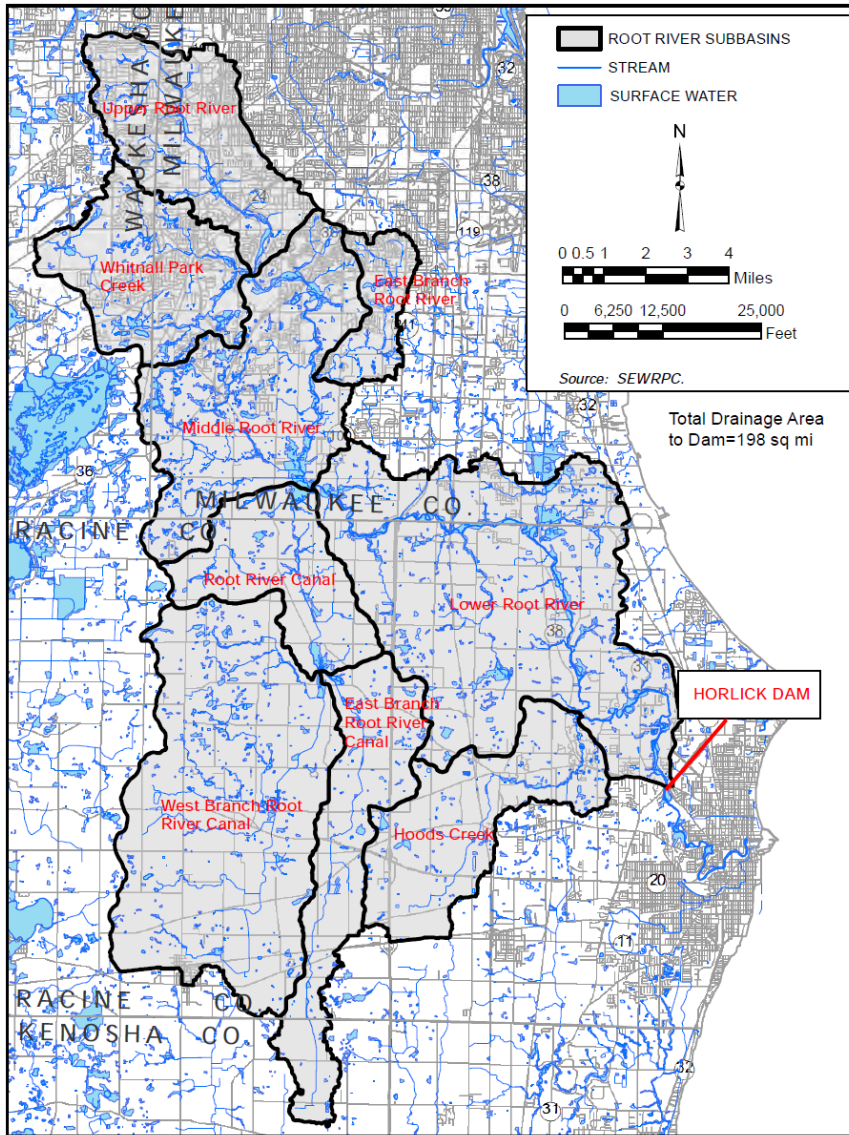 ROOT RIVER SUBBASINS
STREAM
SURFACE WATER
N
0 0.5 1 2 3 4
Miles
0 6,250 12,500 25,000
Feet
Source: SEWRPC.
Total Drainage Area
to Dam=198 sq mi
WAUKESHA CO
MILWAUKEE
32
38
119
Upper Root River
Whitnall Park
Creek
East Branch
Root River
41
32
Middle Root River
36
MILWAUKEE CO.
RACINE CO.
Root River Canal
Lower Root River
38
31
HORLICK DAM
East Branch
Root River
Canal
West Branch Root
River Canal
Hoods Creek
20
11
RACINE CO.
KENOSHA CO.
32
31